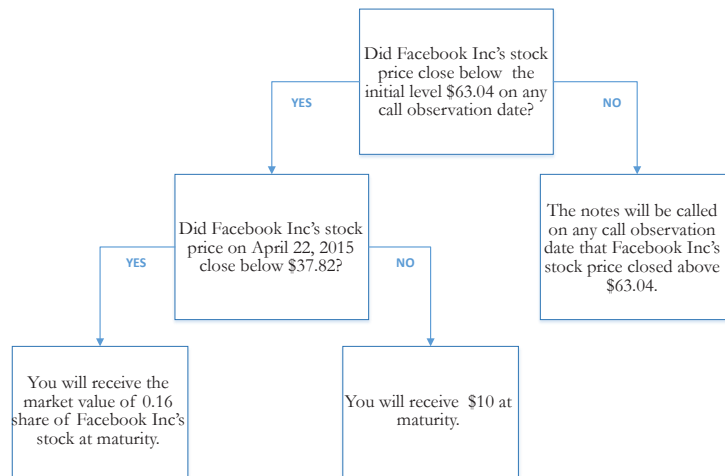 Did Facebook Inc's stock
price close below the
initial level $63.04 on any
call observation date?
YES
NO
Did Facebook Inc's stock
price on April 22, 2015
close below $37.82?
The notes will be called
on any call observation
date that Facebook Inc's
stock price closed above
$63.04.
YES
NO
You will receive the
market value of 0.16
share of Facebook Inc's
stock at maturity.
You will receive $10 at
maturity.